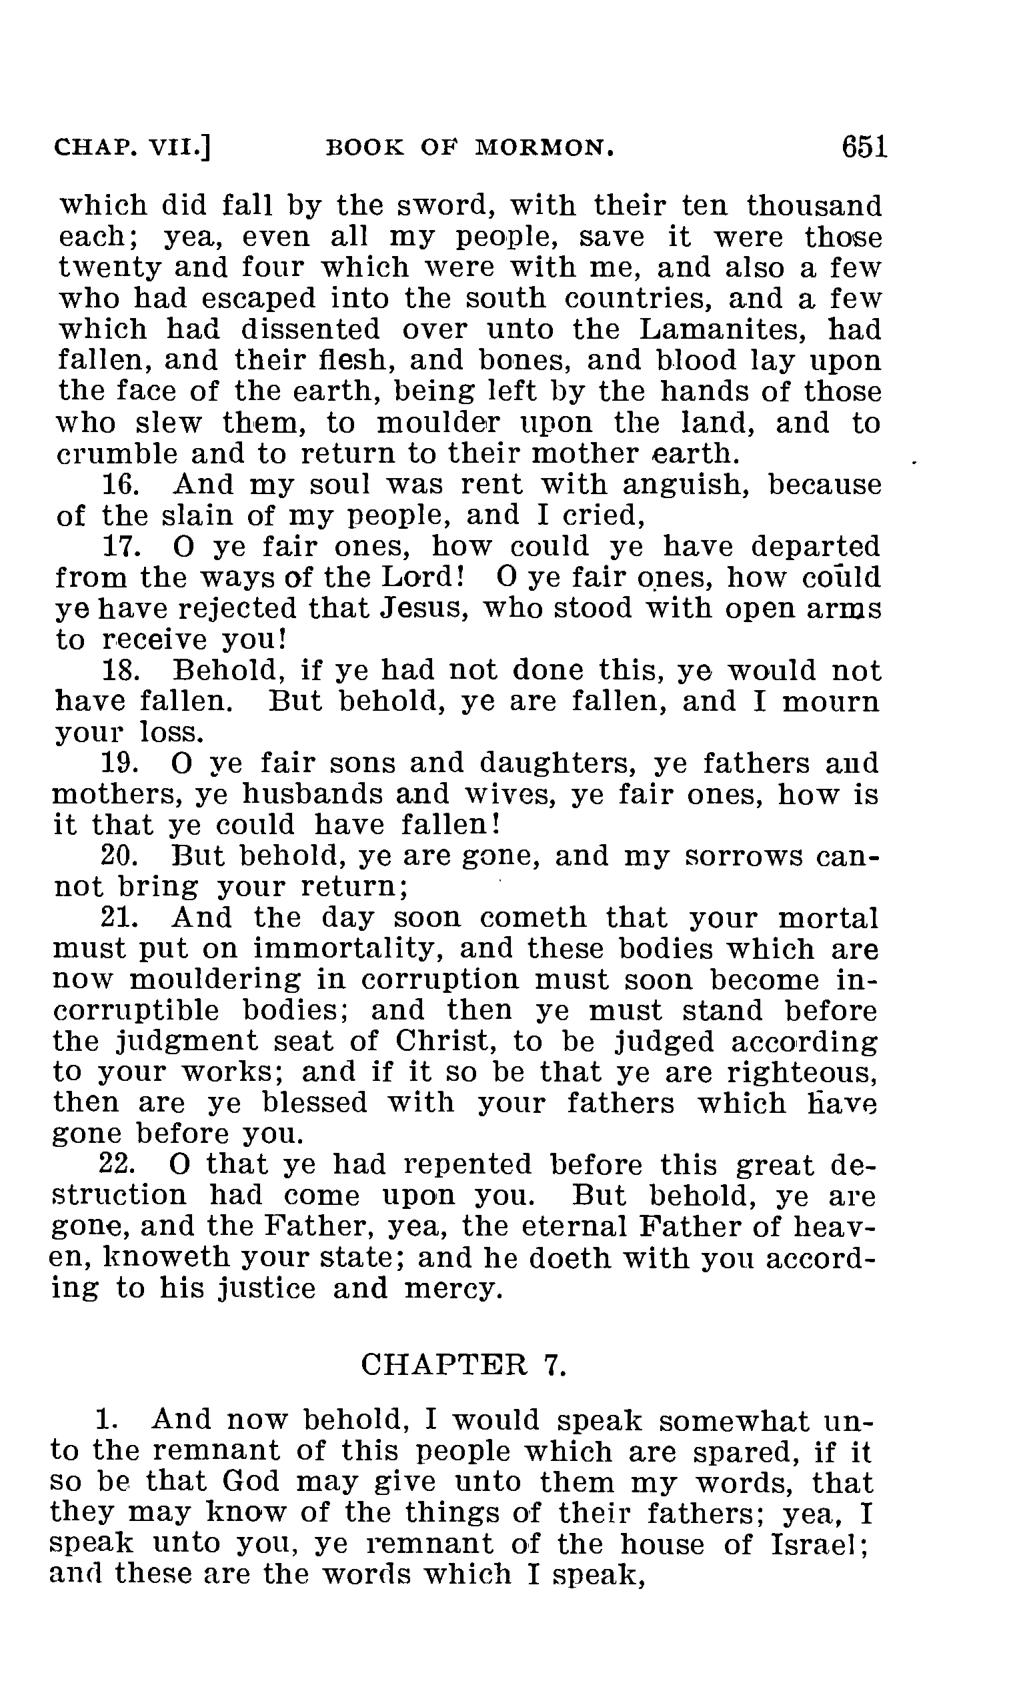 CHAP. VII.] BOOK OF MORMON. 651
which did fall by the sword, with their ten thousand
each; yea, even all my people, save it were those
twenty and four which were with me, and also a few
who had escaped into the south countries, and a few
which had dissented over unto the Lamanites, had
fallen, and their flesh, and bones, and blood lay upon
the face of the earth, being left by the hands of those
who slew them, to moulder upon the land, and to
crumble and to return to their mother earth.
16. And my soul was rent with anguish, because
of the slain of my people, and I cried,
17. O ye fair ones, how could ye have departed
from the ways of the Lord! O ye fair ones, how could
ye have rejected that Jesus, who stood with open arms
to receive you!
18. Behold, if ye had not done this, ye would not
have fallen. But behold, ye are fallen, and I mourn
your loss.
19. O ye fair sons and daughters, ye fathers and
mothers, ye husbands and wives, ye fair ones, how is
it that ye could have fallen!
20. But behold, ye are gone, and my sorrows can-
not bring your return;
21. And the day soon cometh that your mortal
must put on immortality, and these bodies which are
now mouldering in corruption must soon become in-
corruptible bodies; and then ye must stand before
the judgment seat of Christ, to be judged according
to your works; and if it so be that ye are righteous,
then are ye blessed with your fathers which have
gone before you.
22. O that ye had repented before this great de-
struction had come upon you. But behold, ye are
gone, and the Father, yea, the eternal Father of heav-
en, knoweth your state; and he doeth with you accord-
ing to his justice and mercy.
CHAPTER 7.
1. And now behold, I would speak somewhat un-
to the remnant of this people which are spared, if it
so be that God may give unto them my words, that
they may know of the things of their fathers; yea, I
speak unto you, ye remnant of the house of Israel;
and these are the words which I speak,